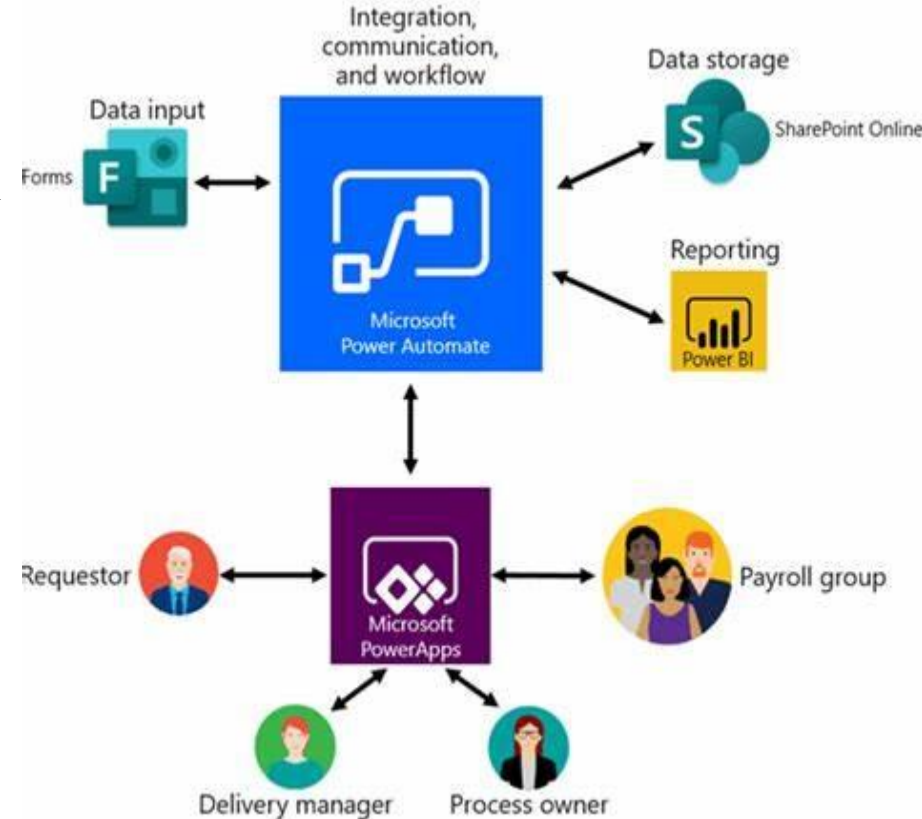 Integration,
communication,
and workflow
Data storage
S
SharePoint Online
Data input
Forms
F
Reporting
Power BI
Microsoft
Power Automate
Requestor
Microsoft
PowerApps
Payroll group
Delivery manager
Process owner